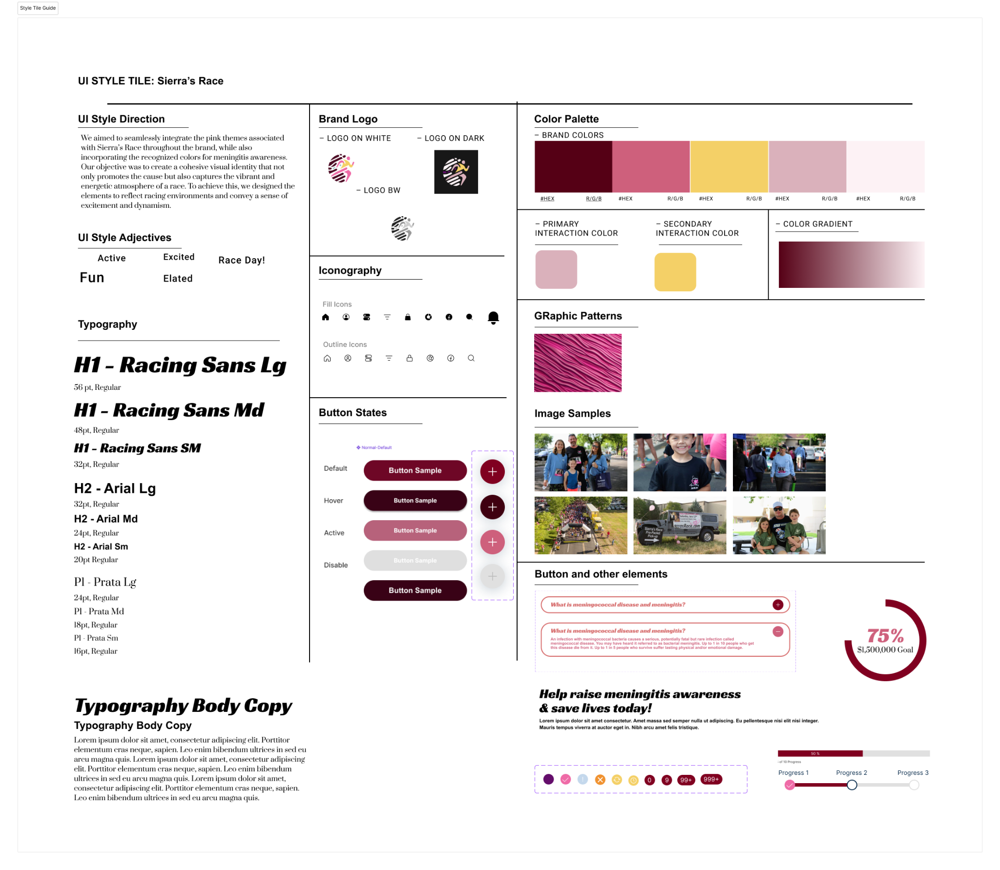 Style Tile Guide
UI STYLE TILE: Sierra’s Race
UI Style Direction
We aimed to seamlessly integrate the pink themes associated
with Sierra’s Race throughout the brand, while also
incorporating the recognized colors for meningitis awareness.
Our objective was to create a cohesive visual identity that not
only promotes the cause but also captures the vibrant and
energetic atmosphere of a race. To achieve this, we designed the
elements to reflect racing environments and convey a sense of
excitement and dynamism.
UI Style Adjectives
Active
Excited
Race Day!
Fun
Elated
Typography
H1 - Racing Sans Lg
56 pt, Regular
H1 - Racing Sans Md
48pt, Regular
H1 - Racing Sans SM
32pt, Regular
H2 - Arial Lg
32pt, Regular
H2 - Arial Md
24pt, Regular
H2 - Arial Sm
20pt Regular
P1 - Prata Lg
24pt, Regular
P1 - Prata Md
18pt, Regular
P1 - Prata Sm
16pt, Regular
Typography Body Copy
Typography Body Copy
Lorem ipsum dolor sit amet, consectetur adipiscing elit. Porttitor
elementum cras neque, sapien. Leo enim bibendum ultrices in sed eu
arcu magna quis. Lorem ipsum dolor sit amet, consectetur adipiscing
elit. Porttitor elementum cras neque, sapien. Leo enim bibendum
ultrices in sed eu arcu magna quis. Lorem ipsum dolor sit amet,
consectetur adipiscing elit. Porttitor elementum cras neque, sapien.
Leo enim bibendum ultrices in sed eu arcu magna quis.
Brand Logo
– LOGO ON WHITE
– LOGO ON DARK
– LOGO BW
Iconography
Fill Icons
Outline Icons
Button States
Normal-Default
Default
Button Sample
Hover
Button Sample
Active
Button Sample
Disable
Button Sample
Button Sample
Color Palette
– BRAND COLORS
#HEX R/G/B #HEX R/G/B #HEX R/G/B #HEX R/G/B #HEX R/G/B
– PRIMARY
INTERACTION COLOR
– SECONDARY
INTERACTION COLOR
– COLOR GRADIENT
GRaphic Patterns
Image Samples
Saturday, June 17th
rrasRace.com
Sierra's Race
Pre-Packet
Pick-up
SW
Button and other elements
What is meningococcal disease and meningitis?
What is meningococcal disease and meningitis?
An infection with meningococcal bacteria causes a serious, potentially fatal but rare infection called
meningococcal disease. You may have heard it referred to as bacterial meningitis. Up to 1 in 10 people who get
this disease die from it. Up to 1 in 5 people who survive suffer lasting physical and/or emotional damage.
75%
$1,500,000 Goal
Help raise meningitis awareness
& save lives today!
Lorem ipsum dolor sit amet consectetur. Amet massa sed semper nulla ut adipiscing. Eu pellentesque nisi elit nisi integer.
Mauris tempus viverra at auctor eget in. Nibh arcu amet felis tristique.
0 9 99+ 999+
50 %
of 10 Progress
Progress 1 Progress 2 Progress 3